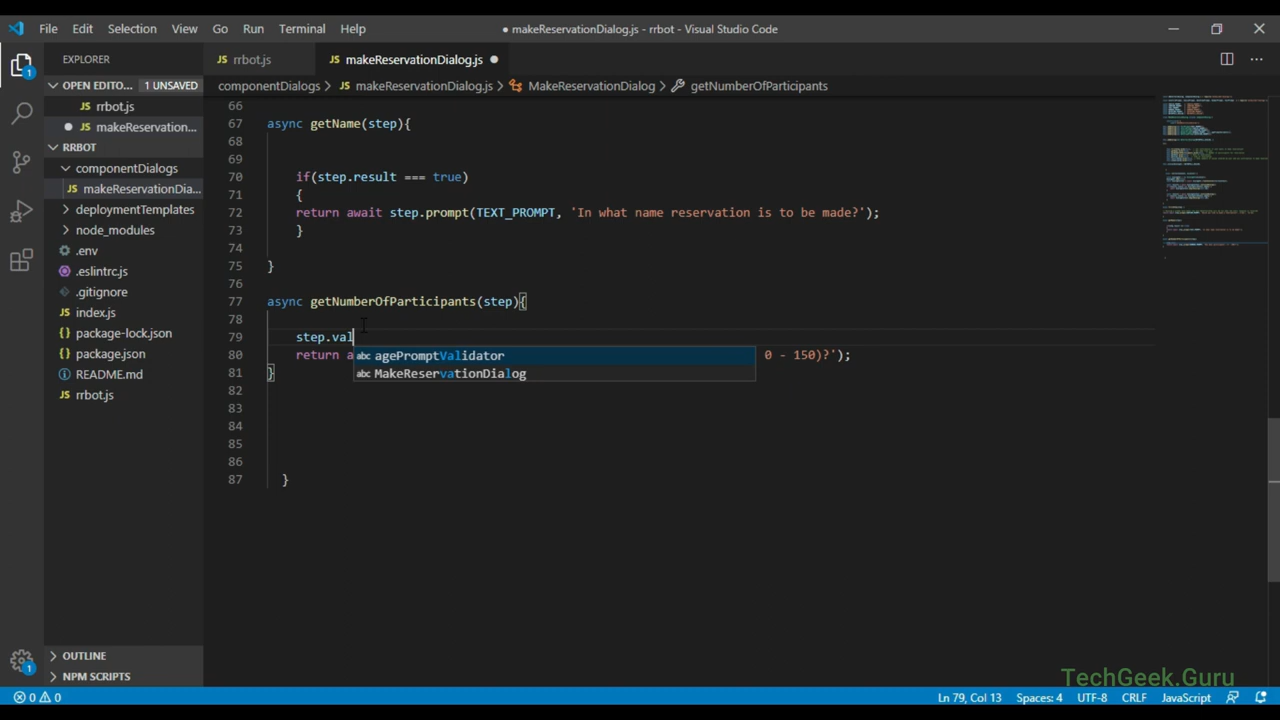 File Edit Selection View Go Run Terminal Help
● makeReservationDialog.js - rrbot - Visual Studio Code
EXPLORER
OPEN EDITO... 1 UNSAVED
rrbot.js
makeReservation...
RRBOT
componentDialogs
JS makeReservationDia...
deploymentTemplates
node_modules
.env
.eslintrc.js
.gitignore
JS index.js
{} package-lock.json
{} package.json
README.md
JS rrbot.js
OUTLINE
NPM SCRIPTS
JS rrbot.js
JS makeReservationDialog.js ●
componentDialogs > JS makeReservationDialog.js > MakeReservationDialog > getNumberOfParticipants
66
67 async getName(step){
68
69
70 if(step.result === true)
71 {
72 return await step.prompt(TEXT_PROMPT, 'In what name reservation is to be made?');
73 }
74
75 }
76
77 async getNumberOfParticipants(step){
78
79 step.val
80 return a 0 - 150)?');
abc agePromptValidator
abc MakeReservationDialog
81 }
82
83
84
85
86
87 }
TechGeek.Guru
0 0
Ln 79, Col 13 Spaces: 4 UTF-8 CRLF JavaScript